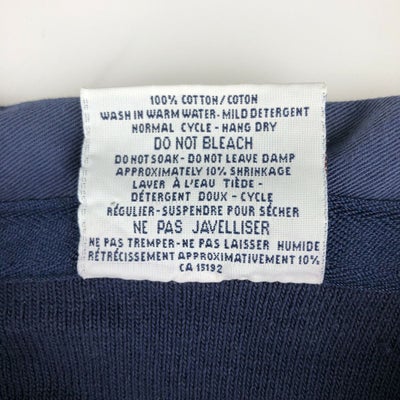 100% COTTON/COTON
WASH IN WARM WATER-MILD DETERGENT
NORMAL CYCLE-HANG DRY
DO NOT BLEACH
DO NOT SOAK-DO NOT LEAVE DAMP
APPROXIMATELY 10% SHRINKAGE
LAVER À L'EAU TIÈDE-
DÉTERGENT DOUX-CYCLE
RÉGULIER-SUSPENDRE POUR SÉCHER
NE PAS JAVELLISER
NE PAS TREMPER-NE PAS LAISSER HUMIDE
RÉTRÉCISSEMENT APPROXIMATIVEMENT 10%
CA 15192